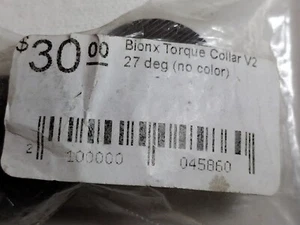 $30.00
Bionx Torque Collar V2
27 deg (no color)
2 100000 045860